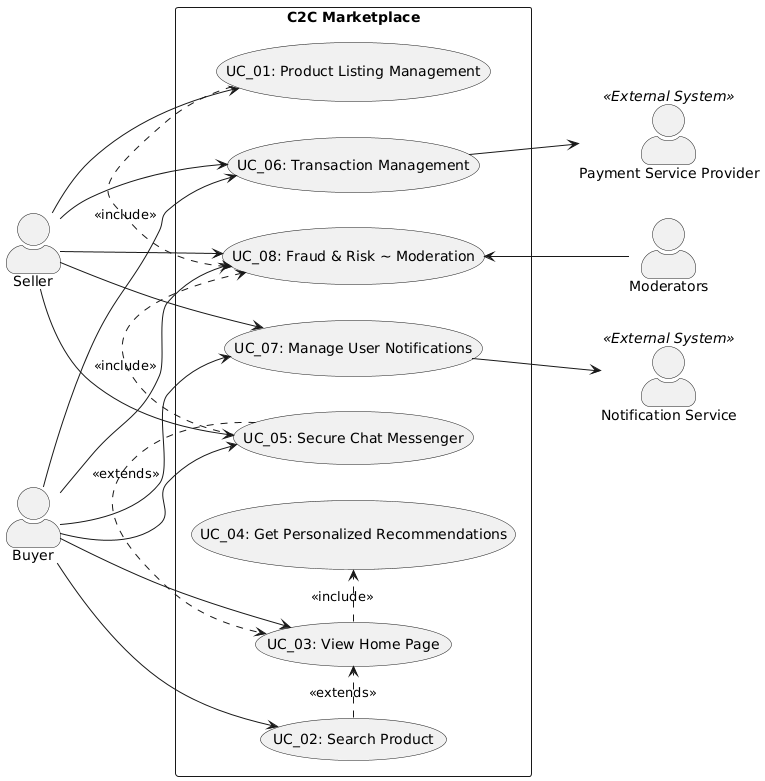 C2C Marketplace
UC_01: Product Listing Management
«External System»
UC_06: Transaction Management
Payment Service Provider
«include»
UC_08: Fraud & Risk ~ Moderation
Seller
Moderators
«External System»
UC_07: Manage User Notifications
«include»
Notification Service
UC_05: Secure Chat Messenger
«extends»
UC_04: Get Personalized Recommendations
Buyer
«include»
UC_03: View Home Page
«extends»
UC_02: Search Product